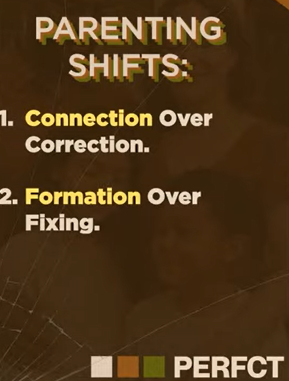 PARENTING
SHIFTS:
1. Connection Over
Correction.
2. Formation Over
Fixing.
PERFCT